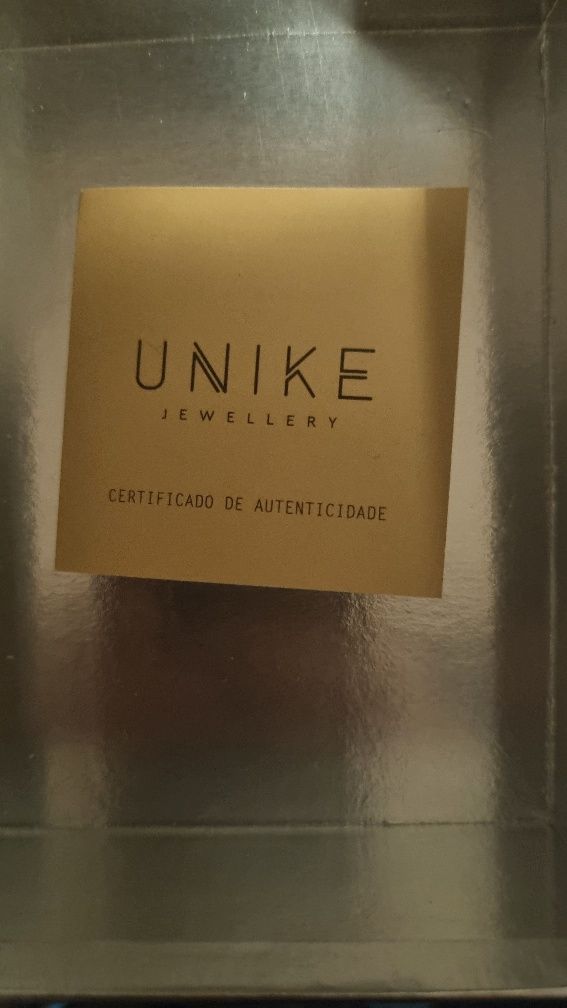 UNIKE
JEWELLERY
CERTIFICADO DE AUTENTICIDADE